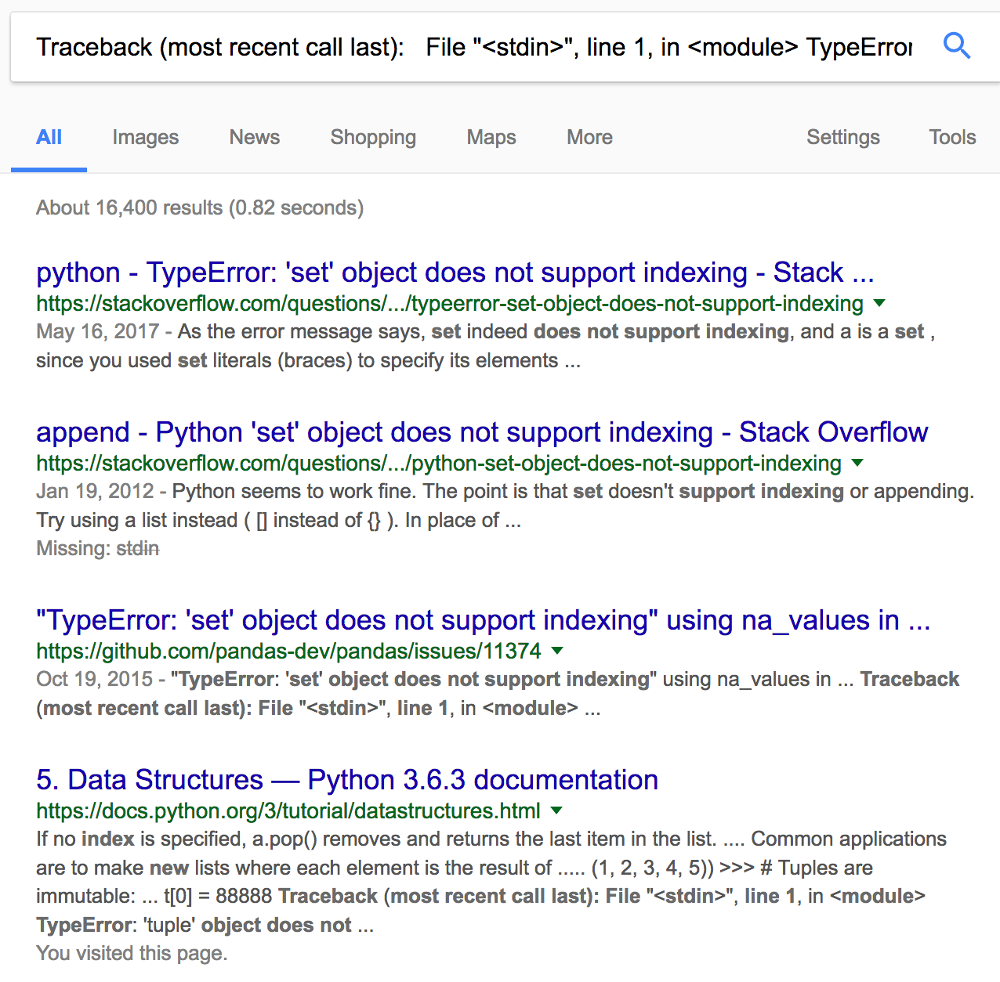 Traceback (most recent call last):   File "<stdin>", line 1, in <module> TypeError
All Images News Shopping Maps More Settings Tools
About 16,400 results (0.82 seconds)
python - TypeError: 'set' object does not support indexing - Stack ...
https://stackoverflow.com/questions/.../typeerror-set-object-does-not-support-indexing
May 16, 2017 - As the error message says, set indeed does not support indexing, and a is a set ,
since you used set literals (braces) to specify its elements ...
append - Python 'set' object does not support indexing - Stack Overflow
https://stackoverflow.com/questions/.../python-set-object-does-not-support-indexing
Jan 19, 2012 - Python seems to work fine. The point is that set doesn't support indexing or appending.
Try using a list instead ( [] instead of {} ). In place of ...
Missing: stdin
"TypeError: 'set' object does not support indexing" using na_values in ...
https://github.com/pandas-dev/pandas/issues/11374
Oct 19, 2015 - "TypeError: 'set' object does not support indexing" using na_values in ... Traceback
(most recent call last): File "<stdin>", line 1, in <module> ...
5. Data Structures — Python 3.6.3 documentation
https://docs.python.org/3/tutorial/datastructures.html
If no index is specified, a.pop() removes and returns the last item in the list. .... Common applications
are to make new lists where each element is the result of ..... (1, 2, 3, 4, 5)) >>> # Tuples are
immutable: ... t[0] = 88888 Traceback (most recent call last): File "<stdin>", line 1, in <module>
TypeError: 'tuple' object does not ...
You visited this page.